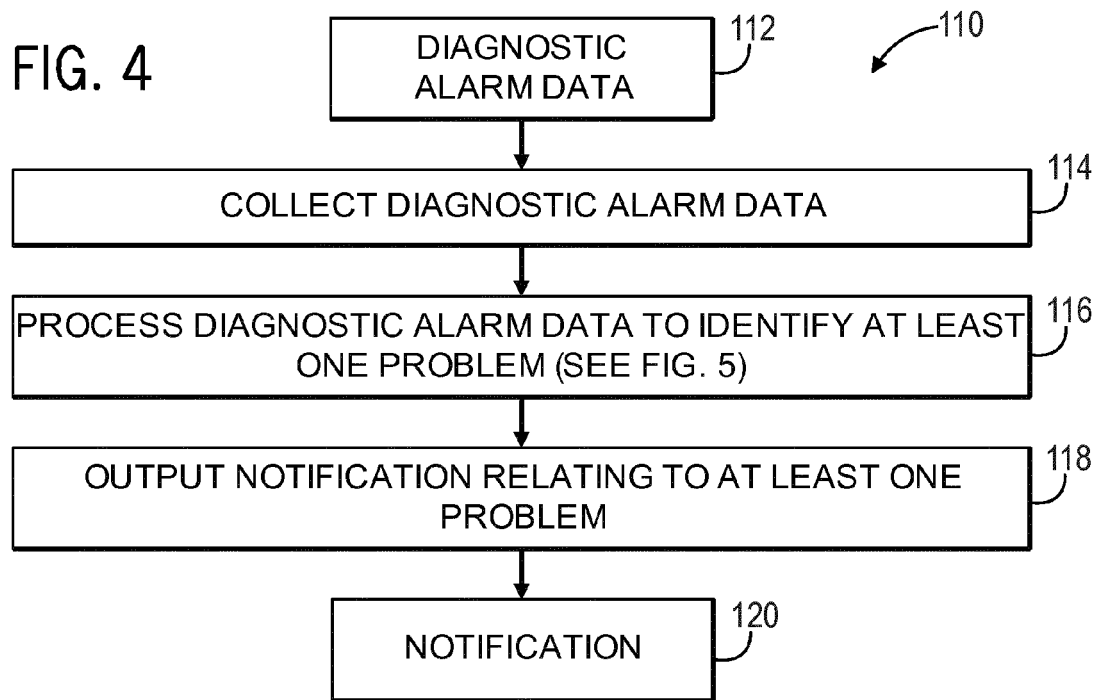 FIG. 4
110
DIAGNOSTIC
ALARM DATA
112
COLLECT DIAGNOSTIC ALARM DATA
114
PROCESS DIAGNOSTIC ALARM DATA TO IDENTIFY AT LEAST
ONE PROBLEM (SEE FIG. 5)
116
OUTPUT NOTIFICATION RELATING TO AT LEAST ONE
PROBLEM
118
NOTIFICATION
120